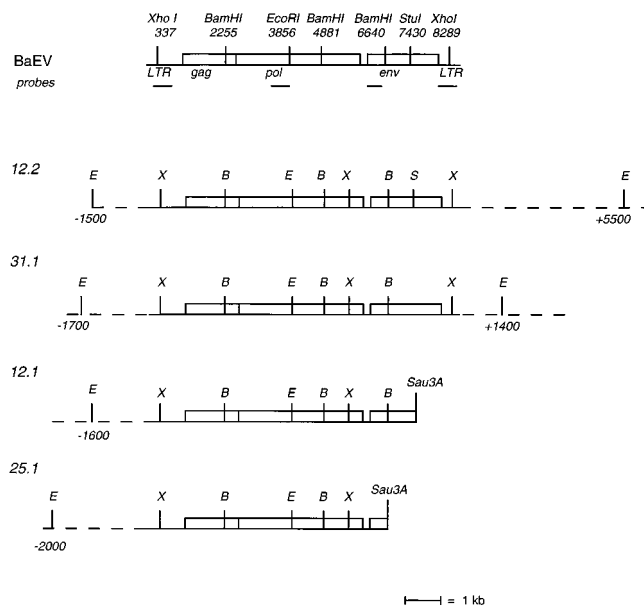 Xho I BamHI EcoRI BamHI BamHI StuI XhoI
337 2255 3856 4881 6640 7430 8289
BaEV
LTR gag pol env LTR
probes
12.2
E X B E B X B S X E
-1500 +5500
31.1
E X B E B X B X E
-1700 +1400
12.1
E X B E B X B Sau3A
-1600
25.1
E X B E B X Sau3A
-2000
= 1 kb